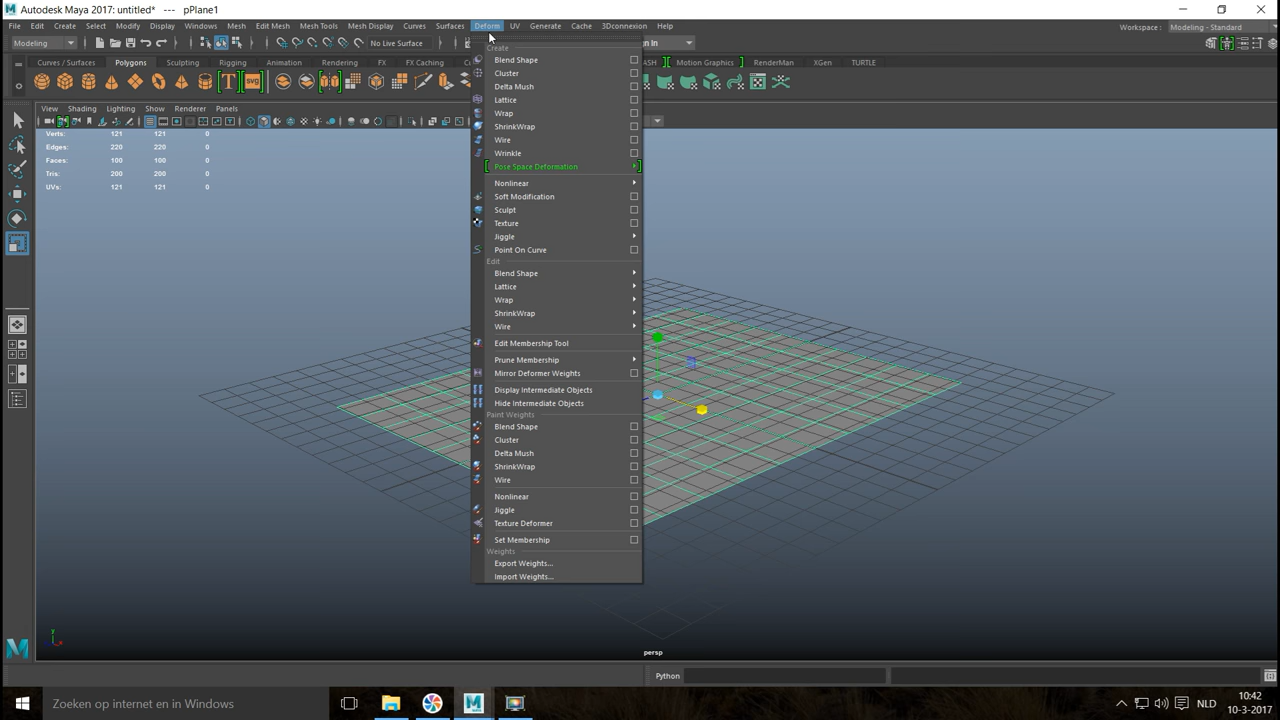 Autodesk Maya 2017: untitled* --- pPlane1
File Edit Create Select Modify Display Windows Mesh Edit Mesh Mesh Tools Mesh Display Curves Surfaces Deform UV Generate Cache 3Dconnexion Help Workspace : Modeling - Standard
Modeling No Live Surface n In
Curves / Surfaces Polygons Sculpting Rigging Animation Rendering FX FX Caching ASH Motion Graphics RenderMan XGen TURTLE
T SVG
View Shading Lighting Show Renderer Panels
Verts: 121 121 0
Edges: 220 220 0
Faces: 100 100 0
Tris: 200 200 0
UVs: 121 121 0
Create
Blend Shape
Cluster
Delta Mush
Lattice
Wrap
ShrinkWrap
Wire
Wrinkle
Pose Space Deformation
Nonlinear
Soft Modification
Sculpt
Texture
Jiggle
Point On Curve
Edit
Blend Shape
Lattice
Wrap
ShrinkWrap
Wire
Edit Membership Tool
Prune Membership
Mirror Deformer Weights
Display Intermediate Objects
Hide Intermediate Objects
Paint Weights
Blend Shape
Cluster
Delta Mush
ShrinkWrap
Wire
Nonlinear
Jiggle
Texture Deformer
Set Membership
Weights
Export Weights...
Import Weights...
y
x
persp
Python
Zoeken op internet en in Windows
NLD
10:42
10-3-2017